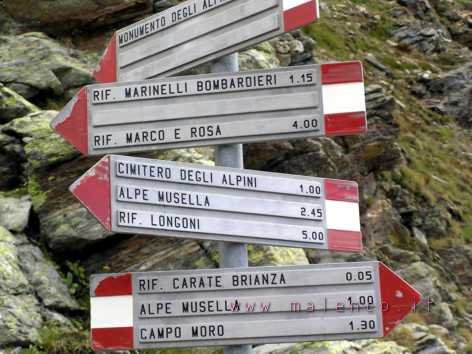 MONUMENTO DEGLI ALPIN
RIF. MARINELLI BOMBARDIERI 1.15
RIF. MARCO E ROSA 4.00
CIMITERO DEGLI ALPINI 1.00
ALPE MUSELLA 2.45
RIF. LONGONI 5.00
RIF. CARATE BRIANZA 0.05
ALPE MUSELLA 1.00
www.malenco.it
CAMPO MORO 1.30